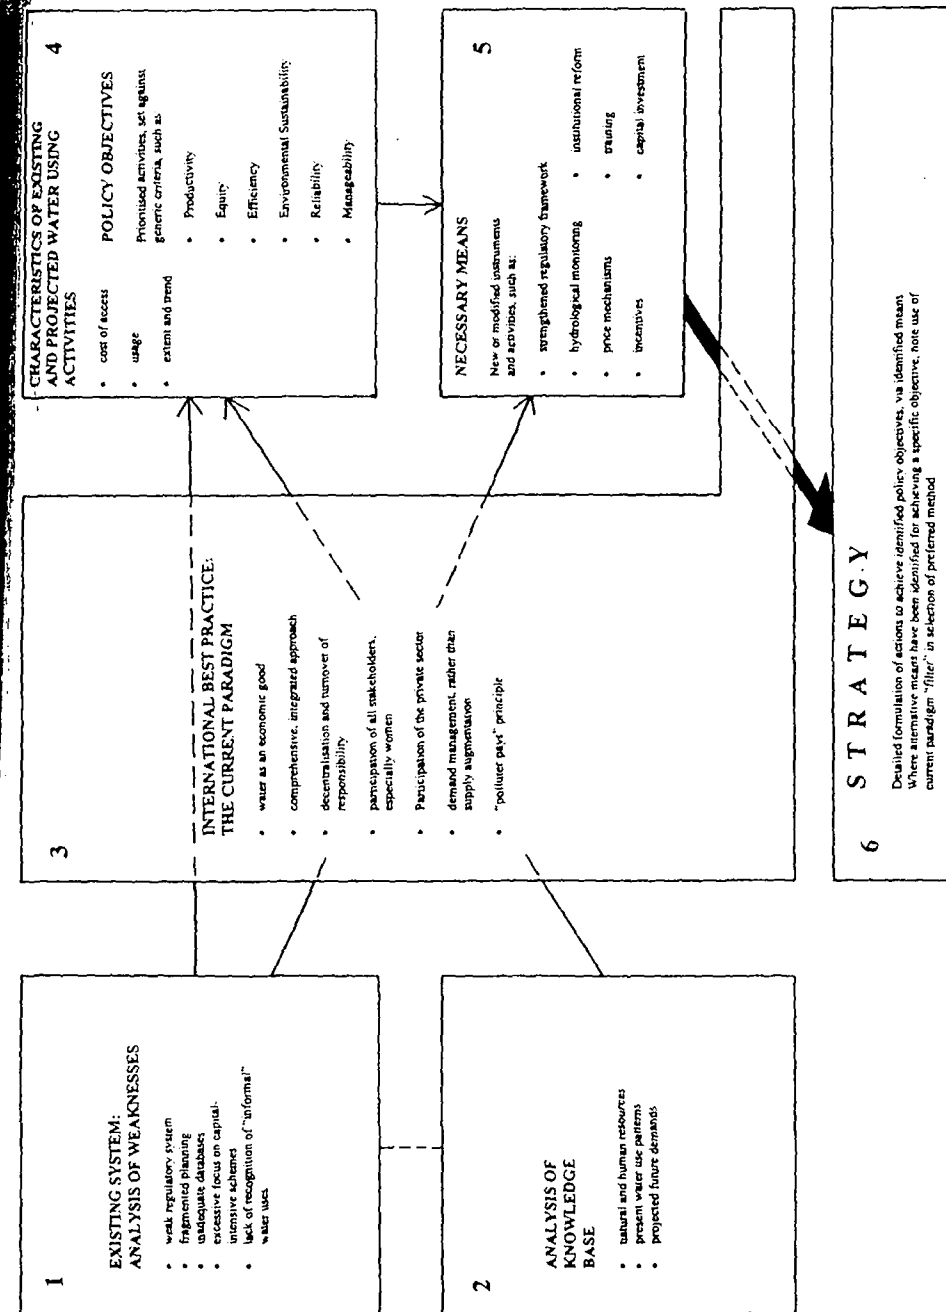 1
EXISTING SYSTEM:
ANALYSIS OF WEAKNESSES
• weak regulatory system
• fragmented planning
• inadequate databases
• excessive focus on capital-
intensive schemes
• lack of recognition of "informal"
water uses
2
ANALYSIS OF
KNOWLEDGE
BASE
• natural and human resources
• present water use patterns
• projected future demands
3
INTERNATIONAL BEST PRACTICE:
THE CURRENT PARADIGM
• water as an economic good
• comprehensive, integrated approach
• decentralisation and turnover of
responsibility
• participation of all stakeholders,
especially women
• Participation of the private sector
• demand management, rather than
supply augmentation
• "polluter pays" principle
4
CHARACTERISTICS OF EXISTING
AND PROJECTED WATER USING
ACTIVITIES
• cost of access
• usage
• extent and trend
POLICY OBJECTIVES
Prioritised activities, set against
generic criteria, such as
• Productivity
• Equity
• Efficiency
• Environmental Sustainability
• Reliability
• Manageability
5
NECESSARY MEANS
New or modified instruments
and activities, such as:
• strengthened regulatory framework
• hydrological monitoring
• price mechanisms
• incentives
• institutional reform
• training
• capital investment
6
STRATEGY
Detailed formulation of actions to achieve identified policy objectives, via identified means
Where alternative means have been identified for achieving a specific objective, note use of
current paradigm "filter" in selection of preferred method